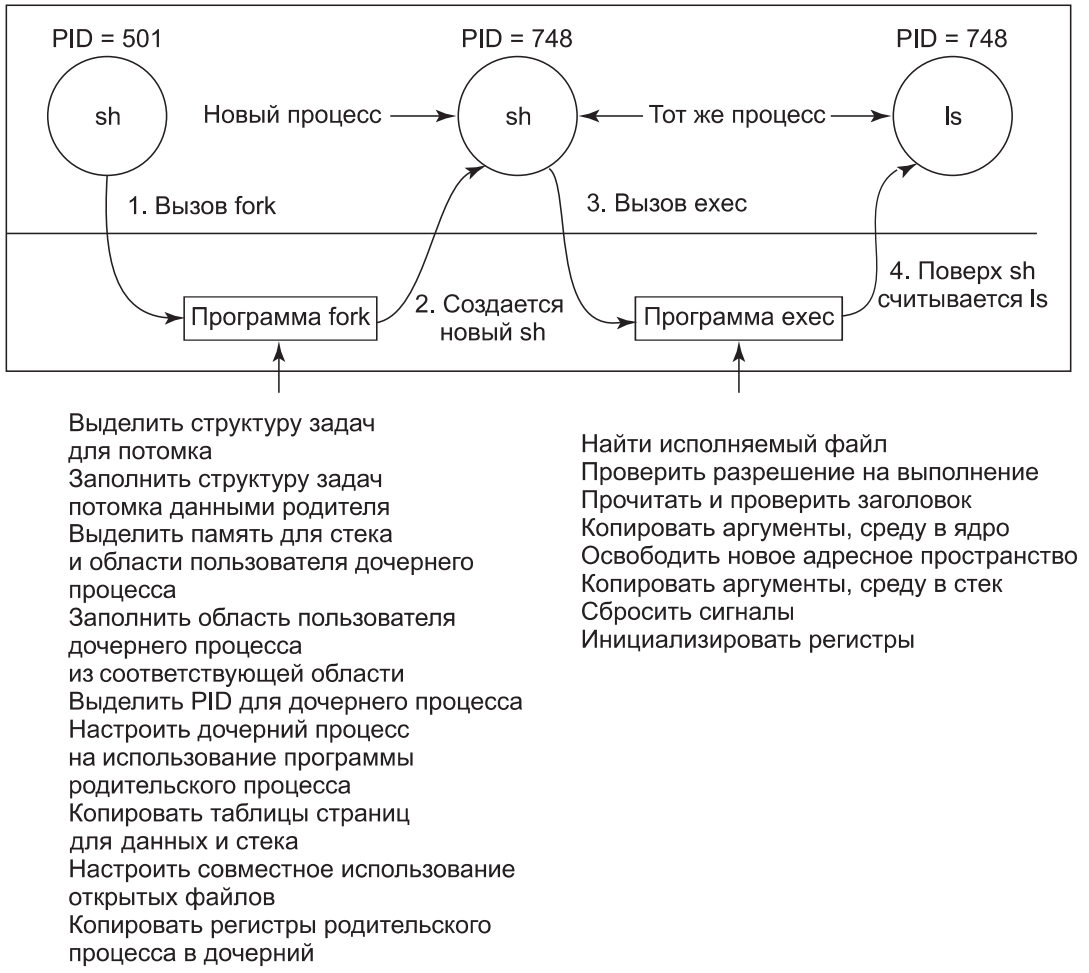 PID = 501
PID = 748
PID = 748
sh
Новый процесс
sh
Тот же процесс
ls
1. Вызов fork
3. Вызов exec
4. Поверх sh
считывается ls
Программа fork
2. Создается
новый sh
Программа exec
Выделить структуру задач
для потомка
Заполнить структуру задач
потомка данными родителя
Выделить память для стека
и области пользователя дочернего
процесса
Заполнить область пользователя
дочернего процесса
из соответствующей области
Выделить PID для дочернего процесса
Настроить дочерний процесс
на использование программы
родительского процесса
Копировать таблицы страниц
для данных и стека
Настроить совместное использование
открытых файлов
Копировать регистры родительского
процесса в дочерний
Найти исполняемый файл
Проверить разрешение на выполнение
Прочитать и проверить заголовок
Копировать аргументы, среду в ядро
Освободить новое адресное пространство
Копировать аргументы, среду в стек
Сбросить сигналы
Инициализировать регистры